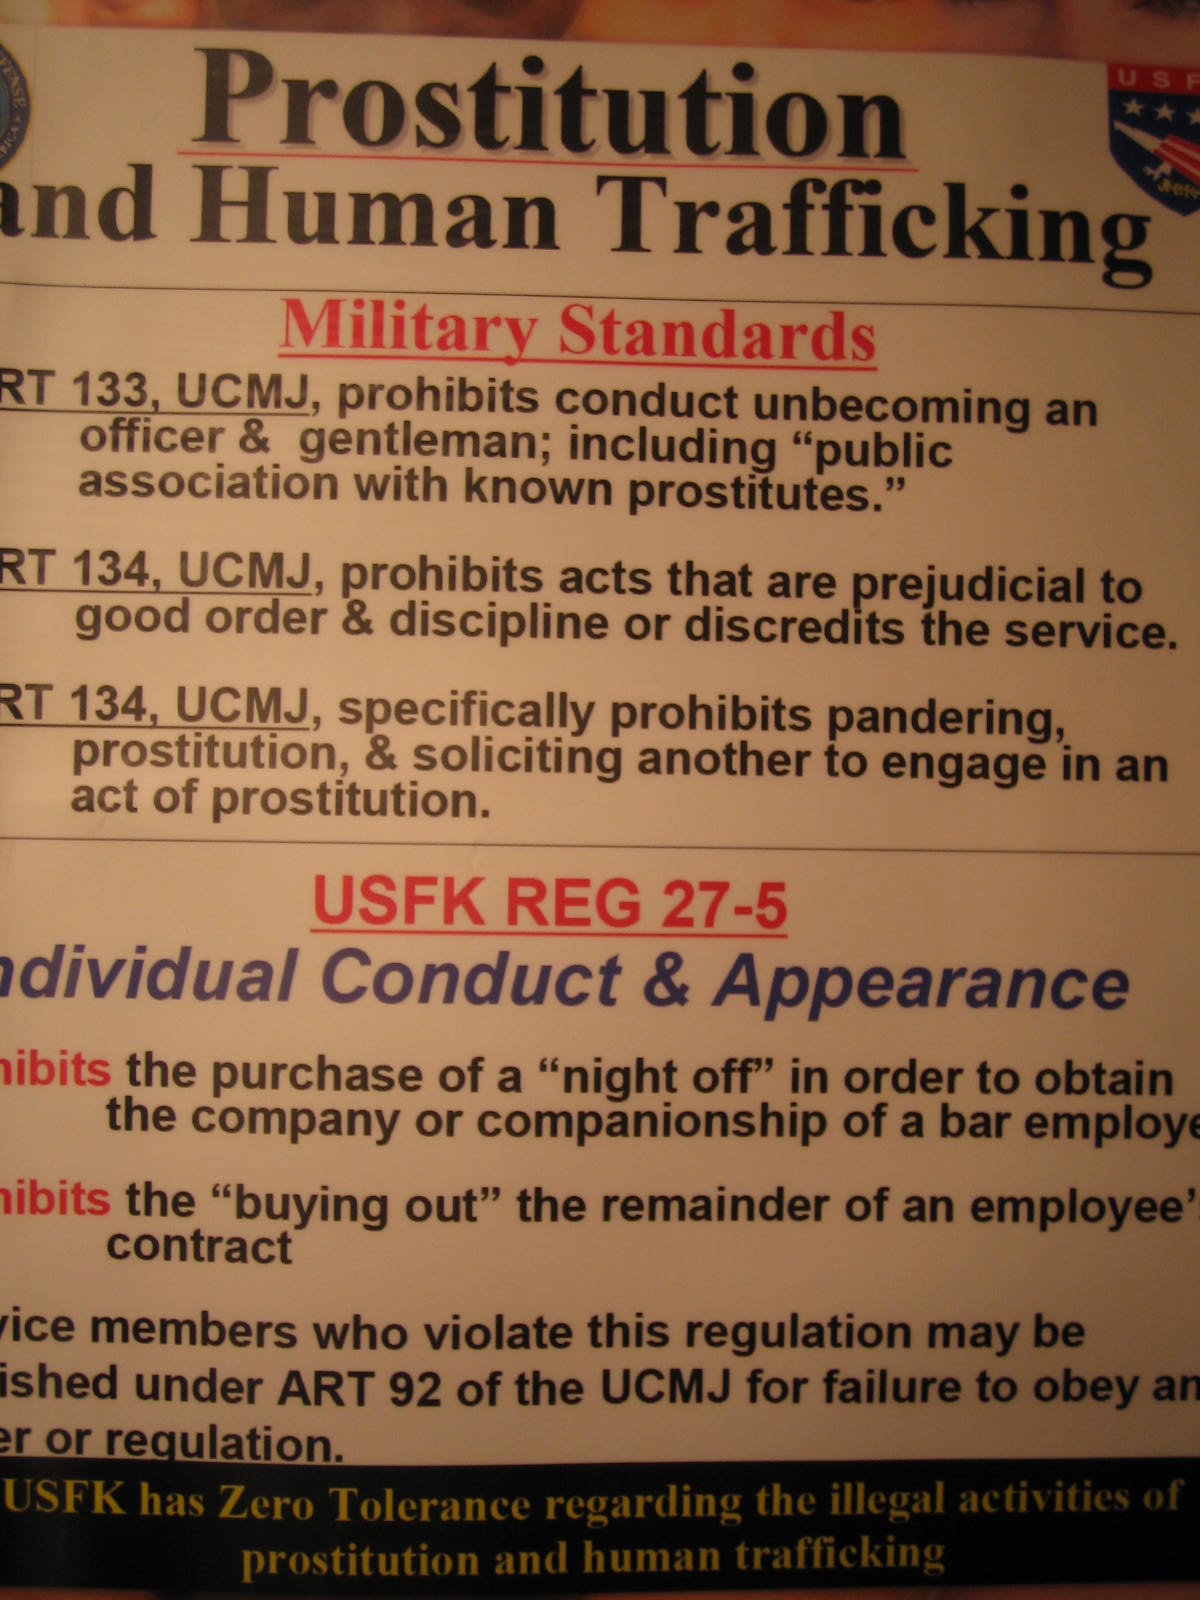 Prostitution
and Human Trafficking
Military Standards
RT 133, UCMJ, prohibits conduct unbecoming an
officer & gentleman; including “public
association with known prostitutes.”
RT 134, UCMJ, prohibits acts that are prejudicial to
good order & discipline or discredits the service.
RT 134, UCMJ, specifically prohibits pandering,
prostitution, & soliciting another to engage in an
act of prostitution.
USFK REG 27-5
ndividual Conduct & Appearance
hibits the purchase of a “night off” in order to obtain
the company or companionship of a bar employe
hibits the “buying out” the remainder of an employee’s
contract
vice members who violate this regulation may be
ished under ART 92 of the UCMJ for failure to obey an
er or regulation.
USFK has Zero Tolerance regarding the illegal activities of
prostitution and human trafficking